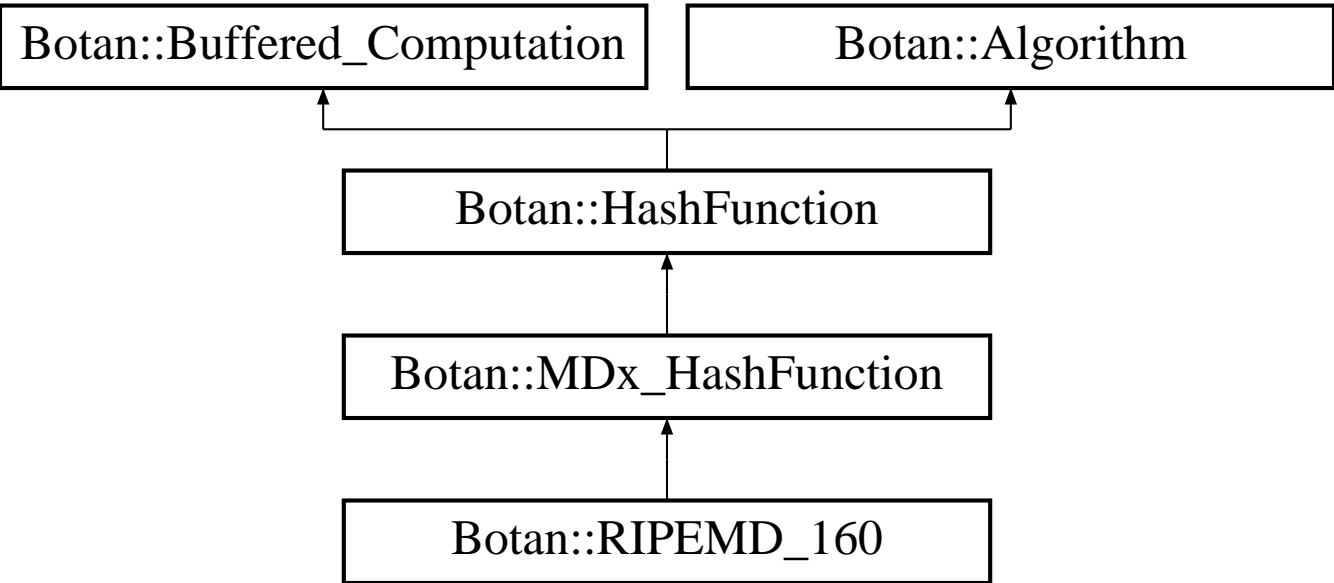 Botan::Buffered_Computation
Botan::Algorithm
Botan::HashFunction
Botan::MDx_HashFunction
Botan::RIPEMD_160